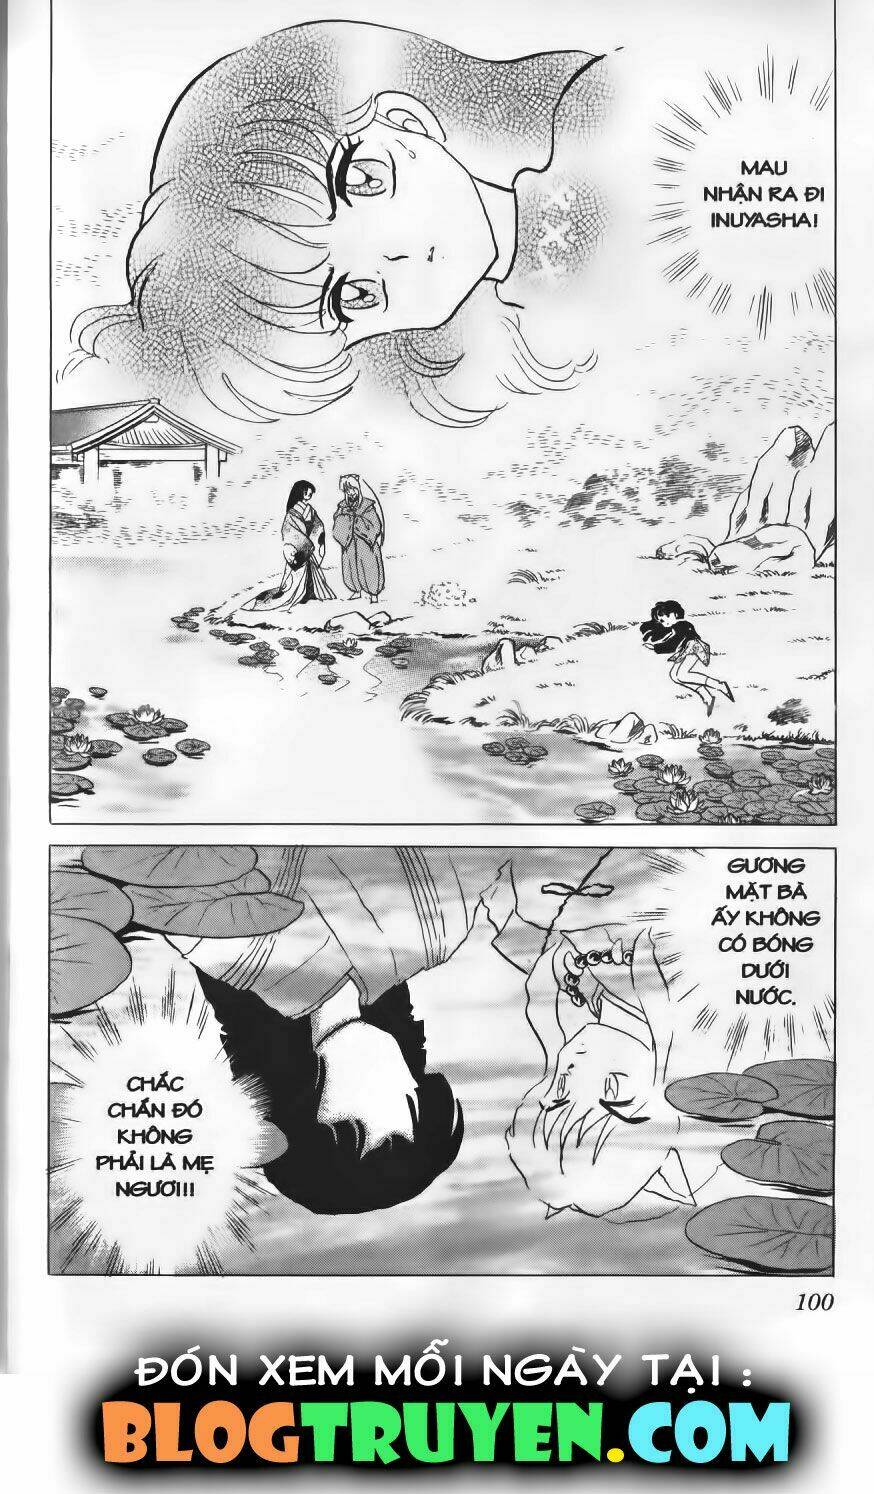 MAU
NHẬN RA ĐI
INUYASHA!
GƯƠNG
MẶT BÀ
ẤY KHÔNG
CÓ BÓNG
DƯỚI
NƯỚC.
CHẮC
CHẮN ĐÓ
KHÔNG
PHẢI LÀ MẸ
NGƯƠI!!!
100
ĐÓN XEM MỖI NGÀY TẠI :
BLOGTRUYEN.COM